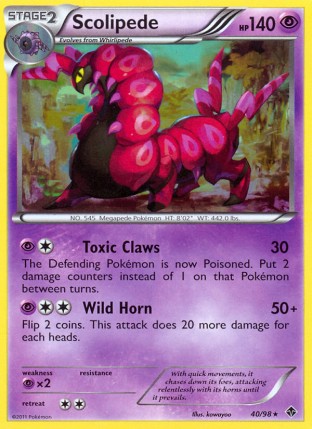 STAGE2 Scolipede HP140
Evolves from Whirlipede
NO. 545 Megapede Pokémon HT. 8'02" WT. 442.0 lbs.
Toxic Claws 30
The Defending Pokémon is now Poisoned. Put 2
damage counters instead of 1 on that Pokémon
between turns.
Wild Horn 50+
Flip 2 coins. This attack does 20 more damage for
each heads.
weakness resistance
×2
retreat
With quick movements, it
chases down its foes, attacking
relentlessly with its horns until
it prevails.
©2011 Pokémon Illus. kawayoo 40/98★